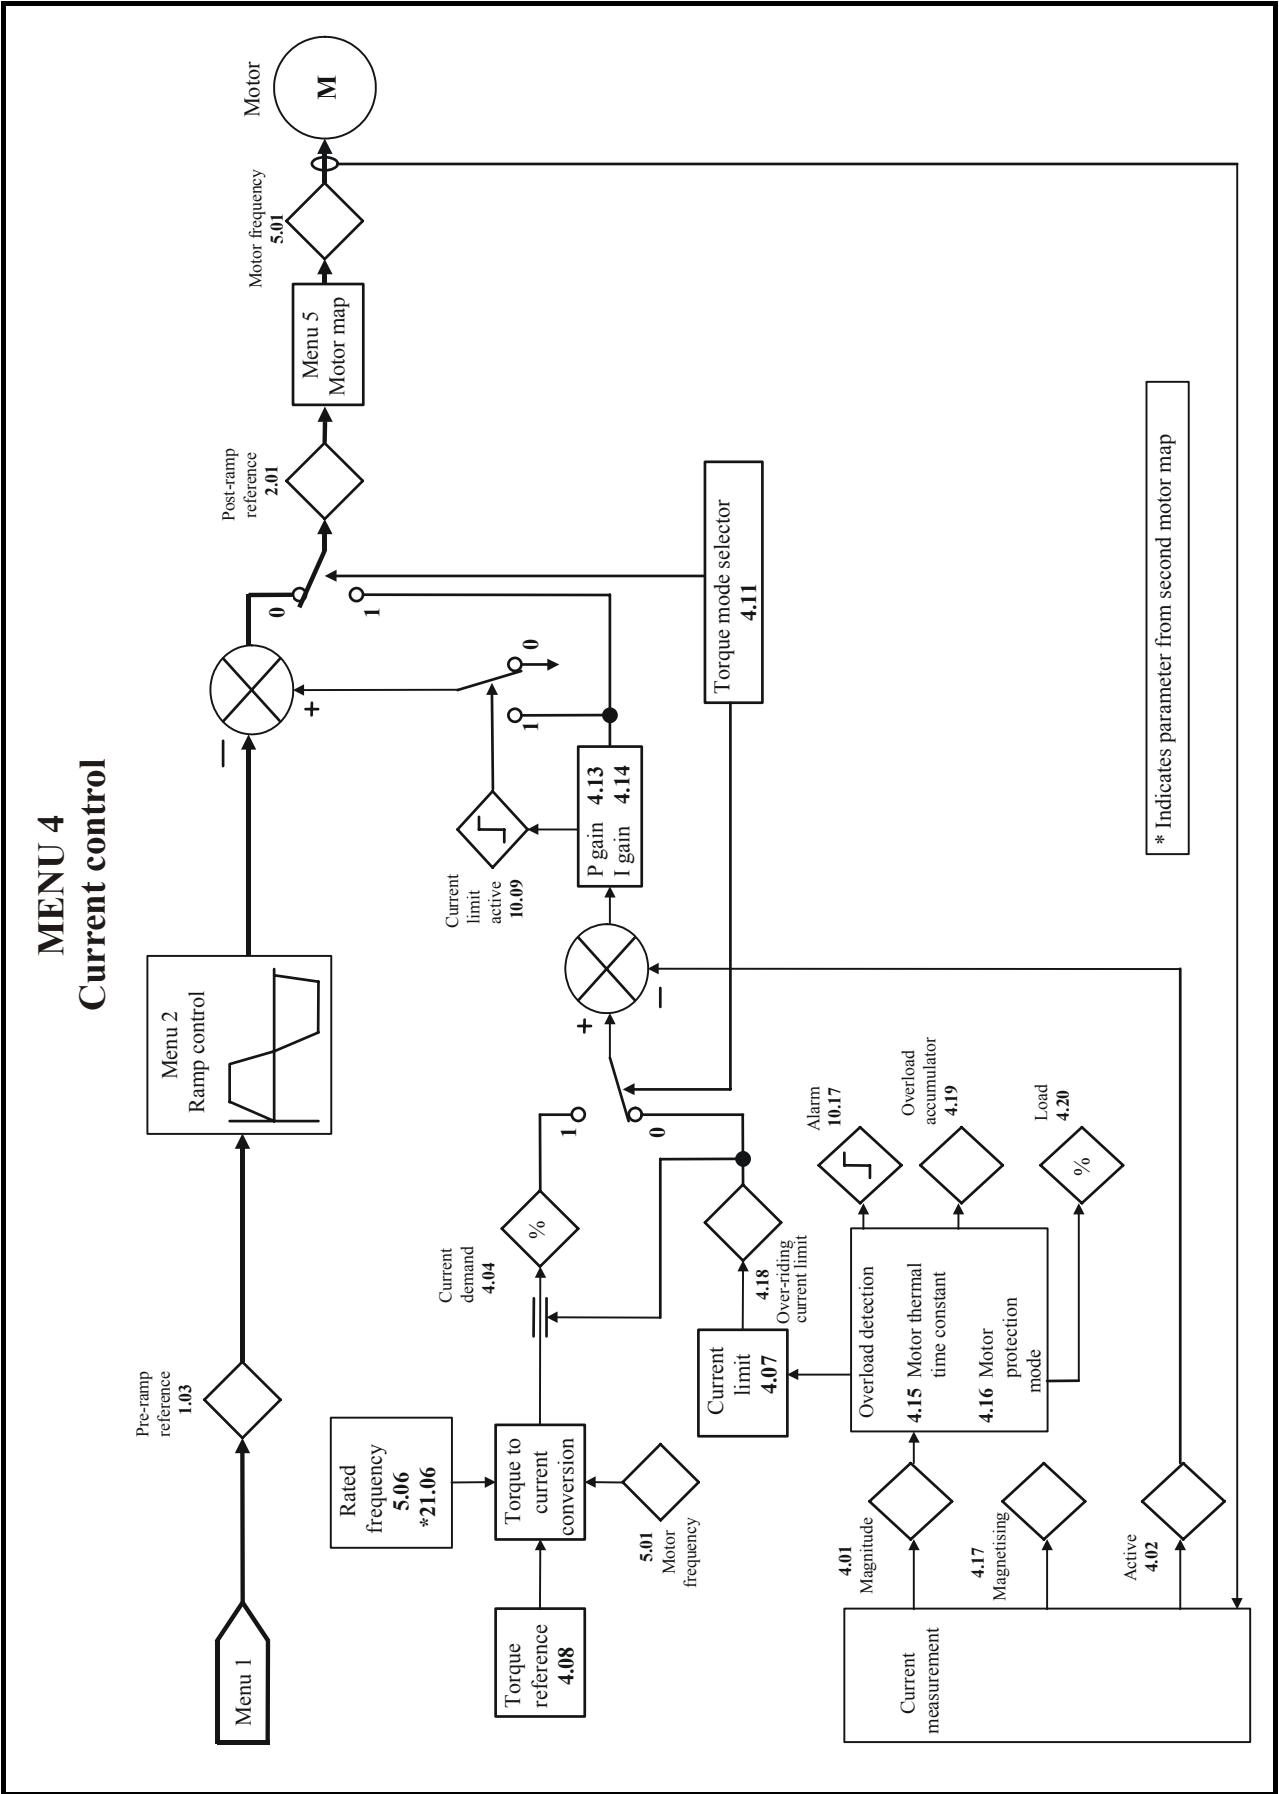 MENU 4
Current control
Menu 1
Pre-ramp
reference
1.03
Menu 2
Ramp control
−
+
0
1
Post-ramp
reference
2.01
Menu 5
Motor map
Motor frequency
5.01
Motor
M
Rated
frequency
5.06
*21.06
Torque
reference
4.08
Torque to
current
conversion
5.01
Motor
frequency
Current
demand
4.04
%
1
0
+
−
Current
limit
active
10.09
P gain 4.13
I gain 4.14
1
0
Torque mode selector
4.11
Current
limit
4.07
4.18
Over-riding
current limit
Overload detection
4.15 Motor thermal
time constant
4.16 Motor
protection
mode
Alarm
10.17
Overload
accumulator
4.19
Load
4.20
%
Current
measurement
4.01
Magnitude
4.17
Magnetising
Active
4.02
* Indicates parameter from second motor map